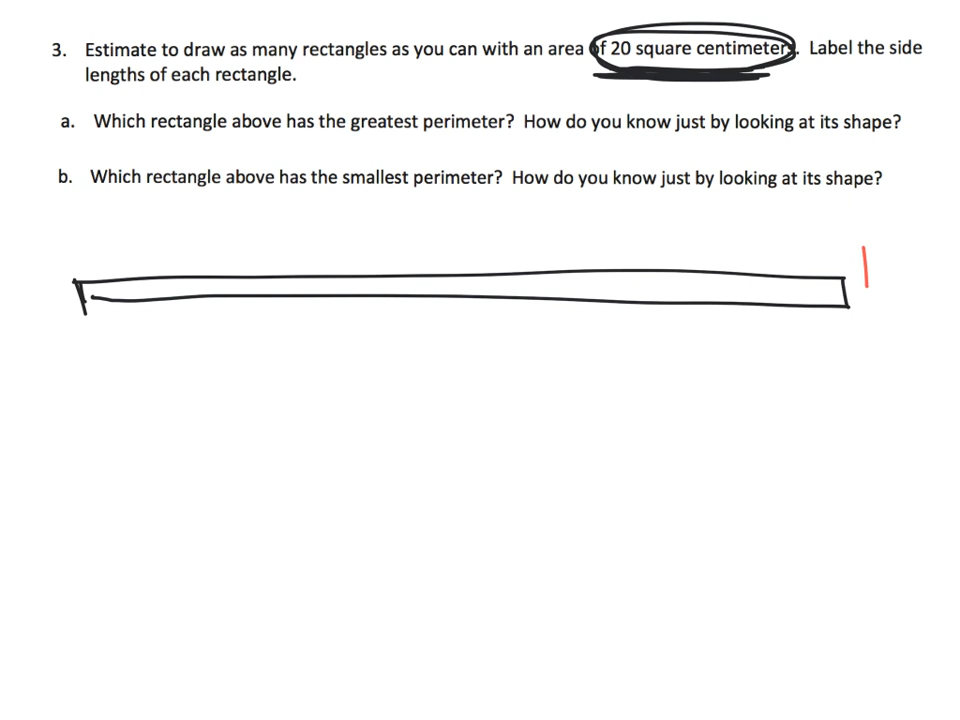 3. Estimate to draw as many rectangles as you can with an area of 20 square centimeters. Label the side
lengths of each rectangle.
a. Which rectangle above has the greatest perimeter? How do you know just by looking at its shape?
b. Which rectangle above has the smallest perimeter? How do you know just by looking at its shape?
1